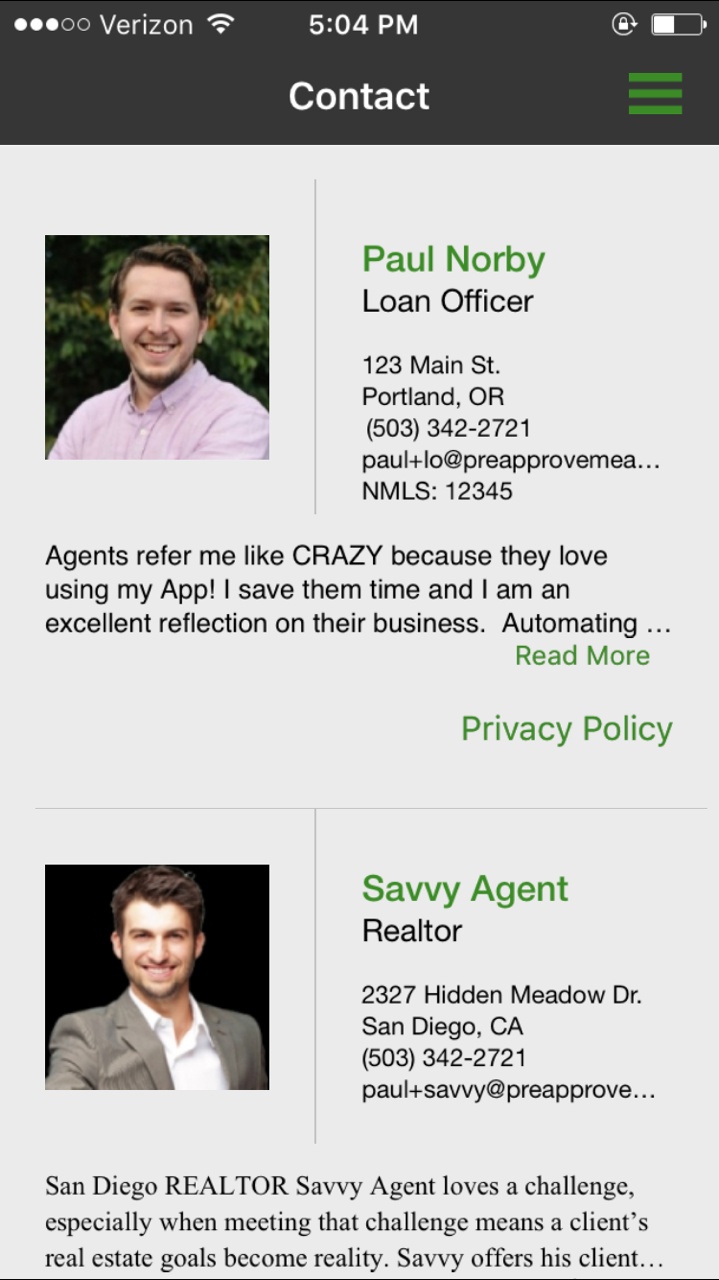 Verizon
5:04 PM
Contact
Paul Norby
Loan Officer
123 Main St.
Portland, OR
(503) 342-2721
paul+lo@preapprovemea…
NMLS: 12345
Agents refer me like CRAZY because they love
using my App! I save them time and I am an
excellent reflection on their business.  Automating …
Read More
Privacy Policy
Savvy Agent
Realtor
2327 Hidden Meadow Dr.
San Diego, CA
(503) 342-2721
paul+savvy@preapprove…
San Diego REALTOR Savvy Agent loves a challenge,
especially when meeting that challenge means a client’s
real estate goals become reality. Savvy offers his client…